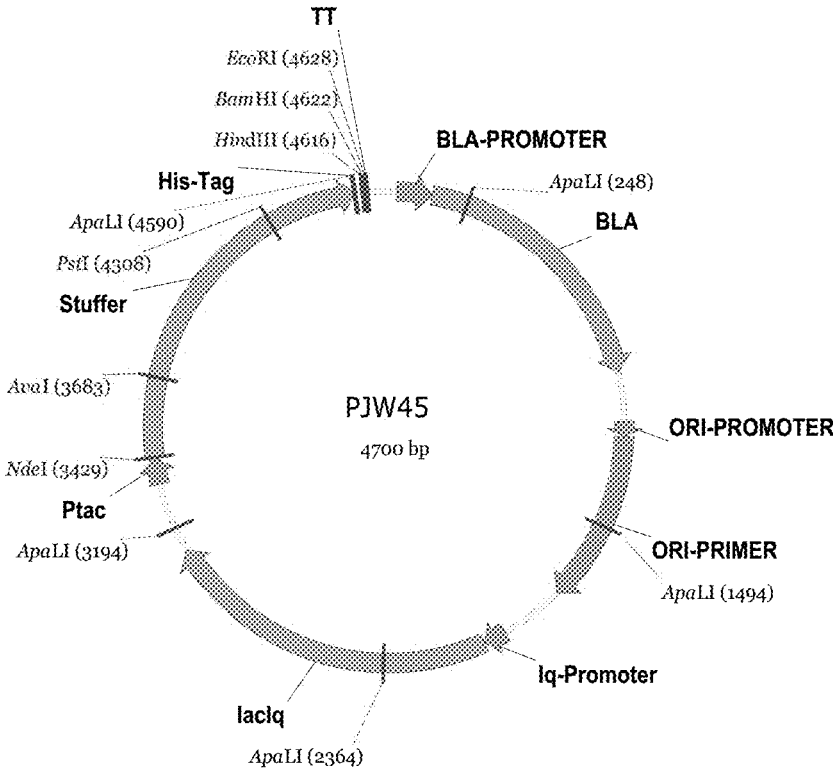 TT
EcoRI (4628)
BamHI (4622)
HindIII (4616)
BLA-PROMOTER
His-Tag
ApaLI (248)
ApaLI (4590)
BLA
PstI (4308)
Stuffer
AvaI (3683)
PJW45
4700 bp
ORI-PROMOTER
NdeI (3429)
Ptac
ApaLI (3194)
ORI-PRIMER
ApaLI (1494)
Iq-Promoter
lacIq
ApaLI (2364)